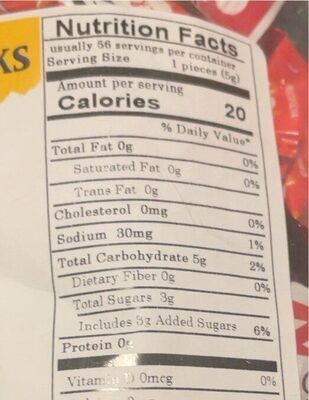 KS
Nutrition Facts
usually 56 servings per container
Serving Size 1 pieces (5g)
Amount per serving
Calories 20
% Daily Value*
Total Fat 0g 0%
Saturated Fat 0g 0%
Trans Fat 0g
Cholesterol 0mg 0%
Sodium 30mg 1%
Total Carbohydrate 5g 2%
Dietary Fiber 0g 0%
Total Sugars 3g
Includes 3g Added Sugars 6%
Protein 0g
Vitamin D 0mcg 0%